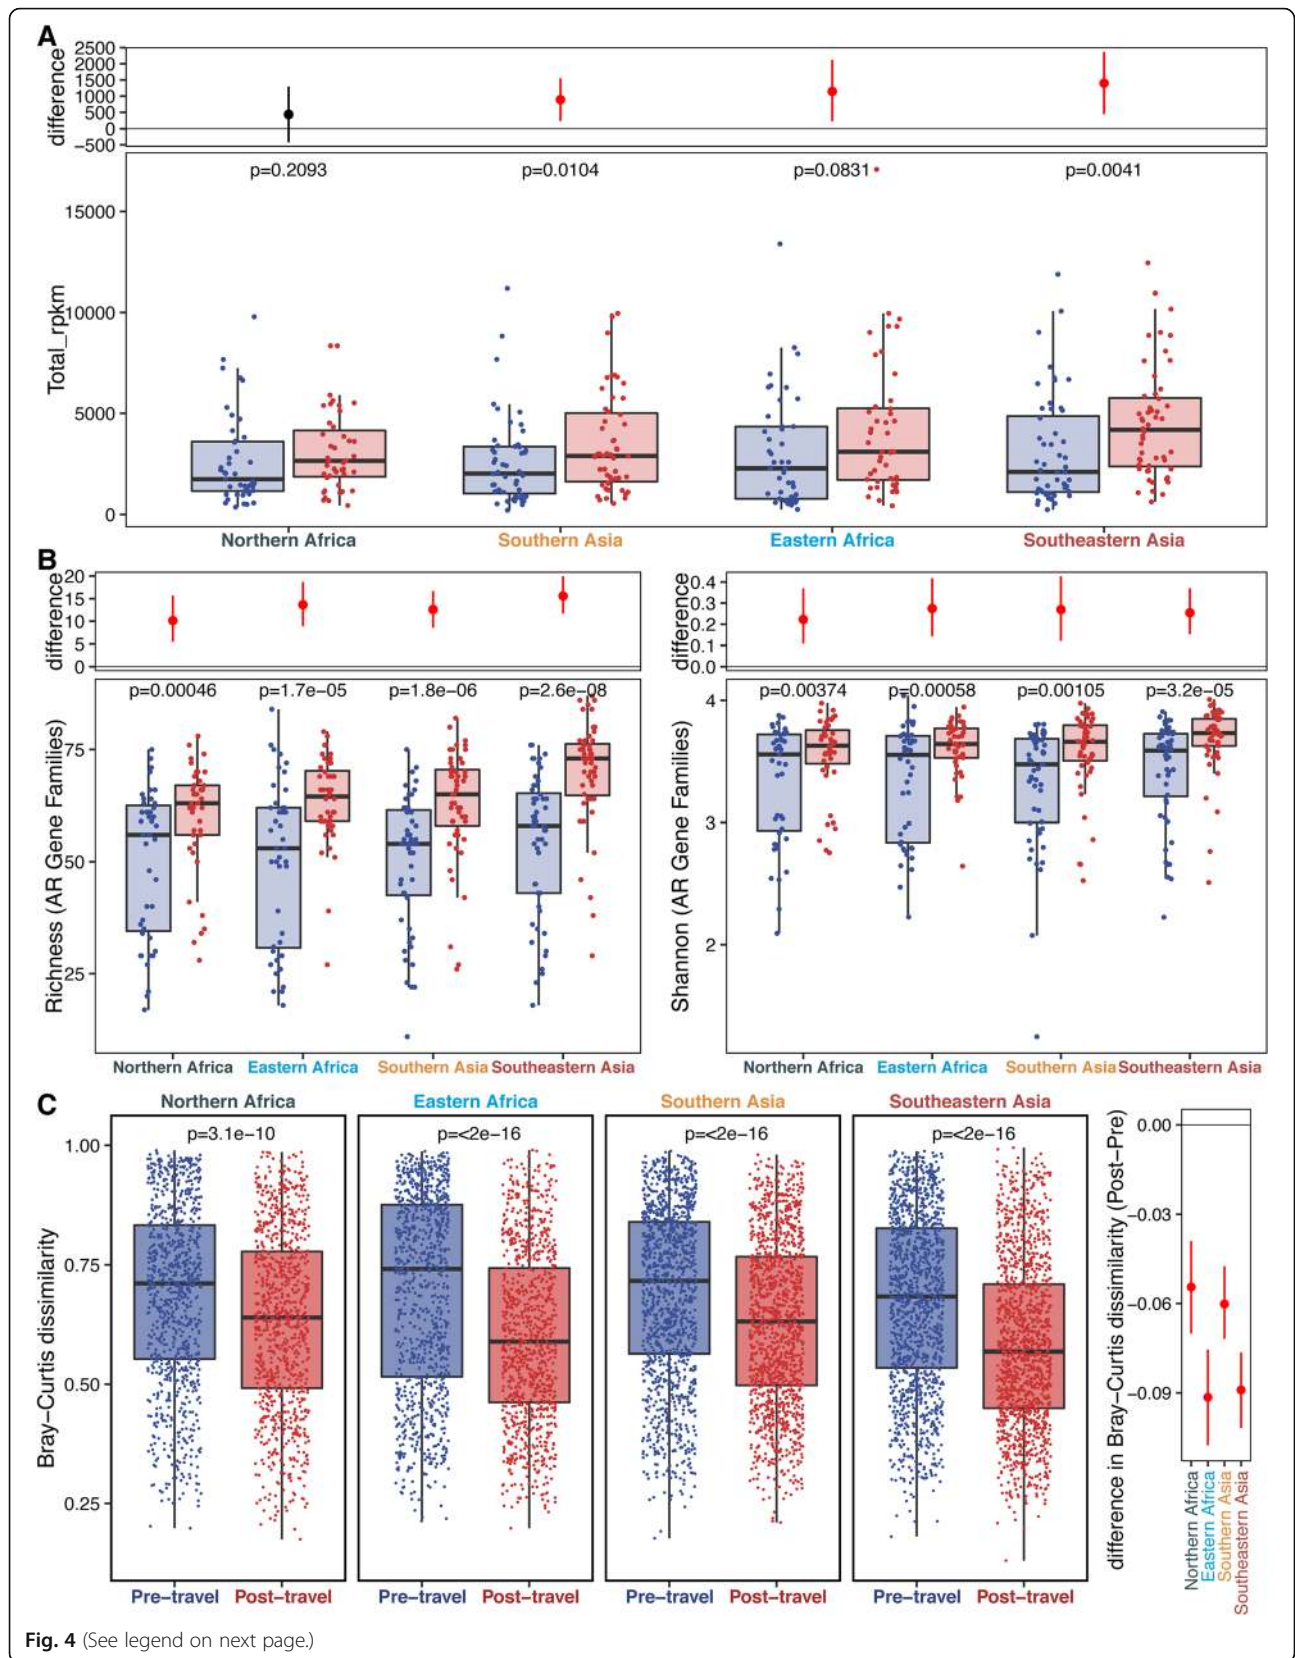 A
difference
2500
2000
1500
1000
500
0
−500
p=0.2093
p=0.0104
p=0.0831
p=0.0041
Total_rpkm
15000
10000
5000
0
Northern Africa
Southern Asia
Eastern Africa
Southeastern Asia
B
difference
20
15
10
5
0
p=0.00046
p=1.7e−05
p=1.8e−06
p=2.6e−08
Richness (AR Gene Families)
75
50
25
Northern Africa
Eastern Africa
Southern Asia
Southeastern Asia
difference
0.4
0.3
0.2
0.1
0.0
p=0.00374
p=0.00058
p=0.00105
p=3.2e−05
Shannon (AR Gene Families)
4
3
2
Northern Africa
Eastern Africa
Southern Asia
Southeastern Asia
C
Northern Africa
Eastern Africa
Southern Asia
Southeastern Asia
p=3.1e−10
p=<2e−16
p=<2e−16
p=<2e−16
Bray−Curtis dissimilarity
1.00
0.75
0.50
0.25
Pre−travel
Post−travel
Pre−travel
Post−travel
Pre−travel
Post−travel
Pre−travel
Post−travel
difference in Bray−Curtis dissimilarity (Post−Pre)
0.00
−0.03
−0.06
−0.09
Northern Africa
Eastern Africa
Southern Asia
Southeastern Asia
Fig. 4 (See legend on next page.)